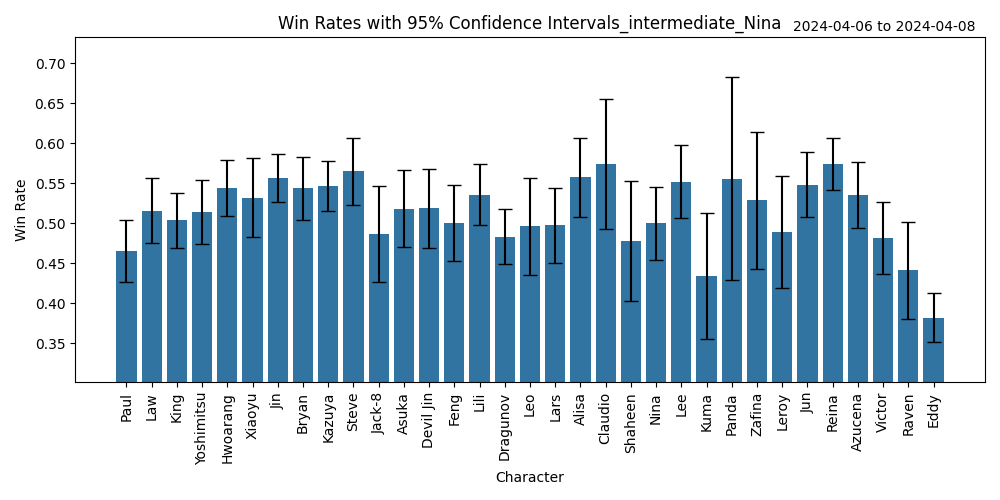 Win Rates with 95% Confidence Intervals_intermediate_Nina
2024-04-06 to 2024-04-08
Win Rate
0.70
0.65
0.60
0.55
0.50
0.45
0.40
0.35
Paul
Law
King
Yoshimitsu
Hwoarang
Xiaoyu
Jin
Bryan
Kazuya
Steve
Jack-8
Asuka
Devil Jin
Feng
Lili
Dragunov
Leo
Lars
Alisa
Claudio
Shaheen
Nina
Lee
Kuma
Panda
Zafina
Leroy
Jun
Reina
Azucena
Victor
Raven
Eddy
Character